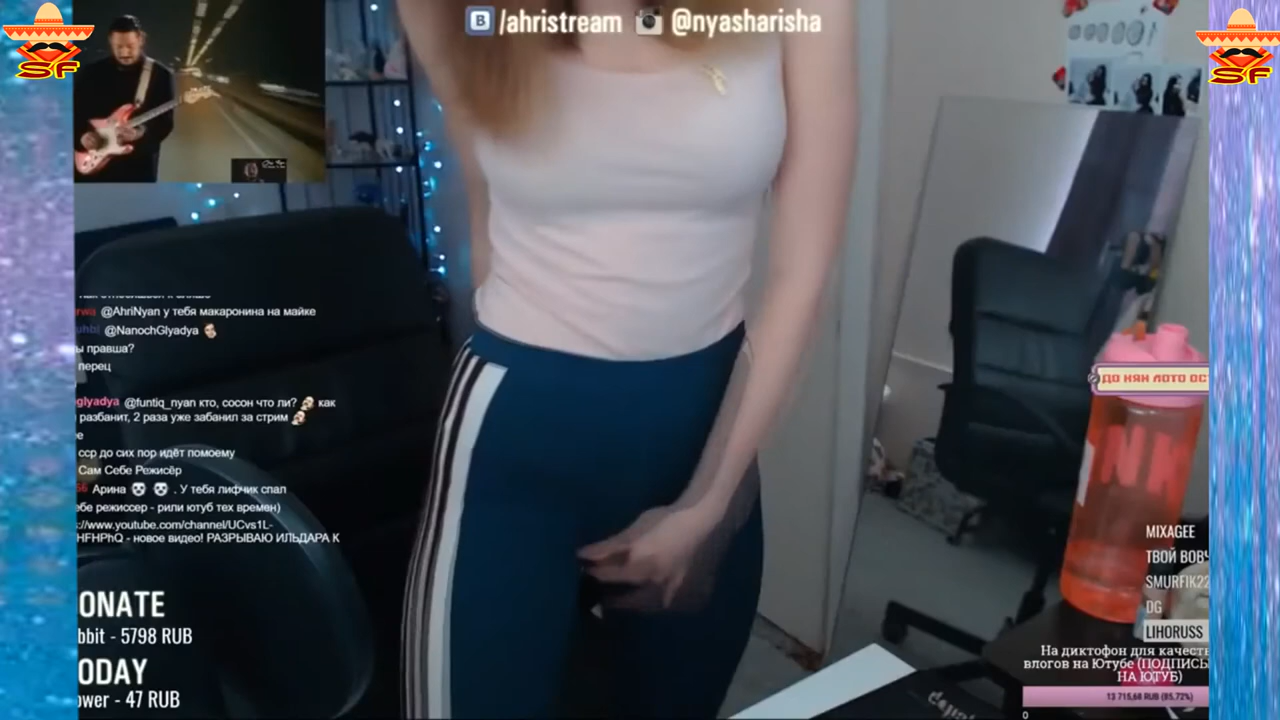 /ahristream @nyasharisha
SF
SF
@AhriNyan у тебя макаронина на майке
@NanochGlyadya
ы правша?
перец
glyadya @funtiq_nyan кто, сосон что ли? как
разбанит, 2 раза уже забанил за стрим
е
сср до сих пор идёт помоему
Сам Себе Режисёр
Арина . У тебя лифчик спал
ебе режиссер - рили ютуб тех времен)
://www.youtube.com/channel/UCvs1L-
HFHPhQ - новое видео! РАЗРЫВАЮ ИЛЬДАРА К
ONATE
bbit - 5798 RUB
ODAY
ower - 47 RUB
ДО НЯН ЛОТО ОС
MIXAGEE
ТВОЙ ВОВЧ
SMURFIK22
DG
LIHORUSS
На диктофон для качеств
влогов на Ютубе (ПОДПИСЬ
НА ЮТУБ)
13 715,68 RUB (85,72%)
0